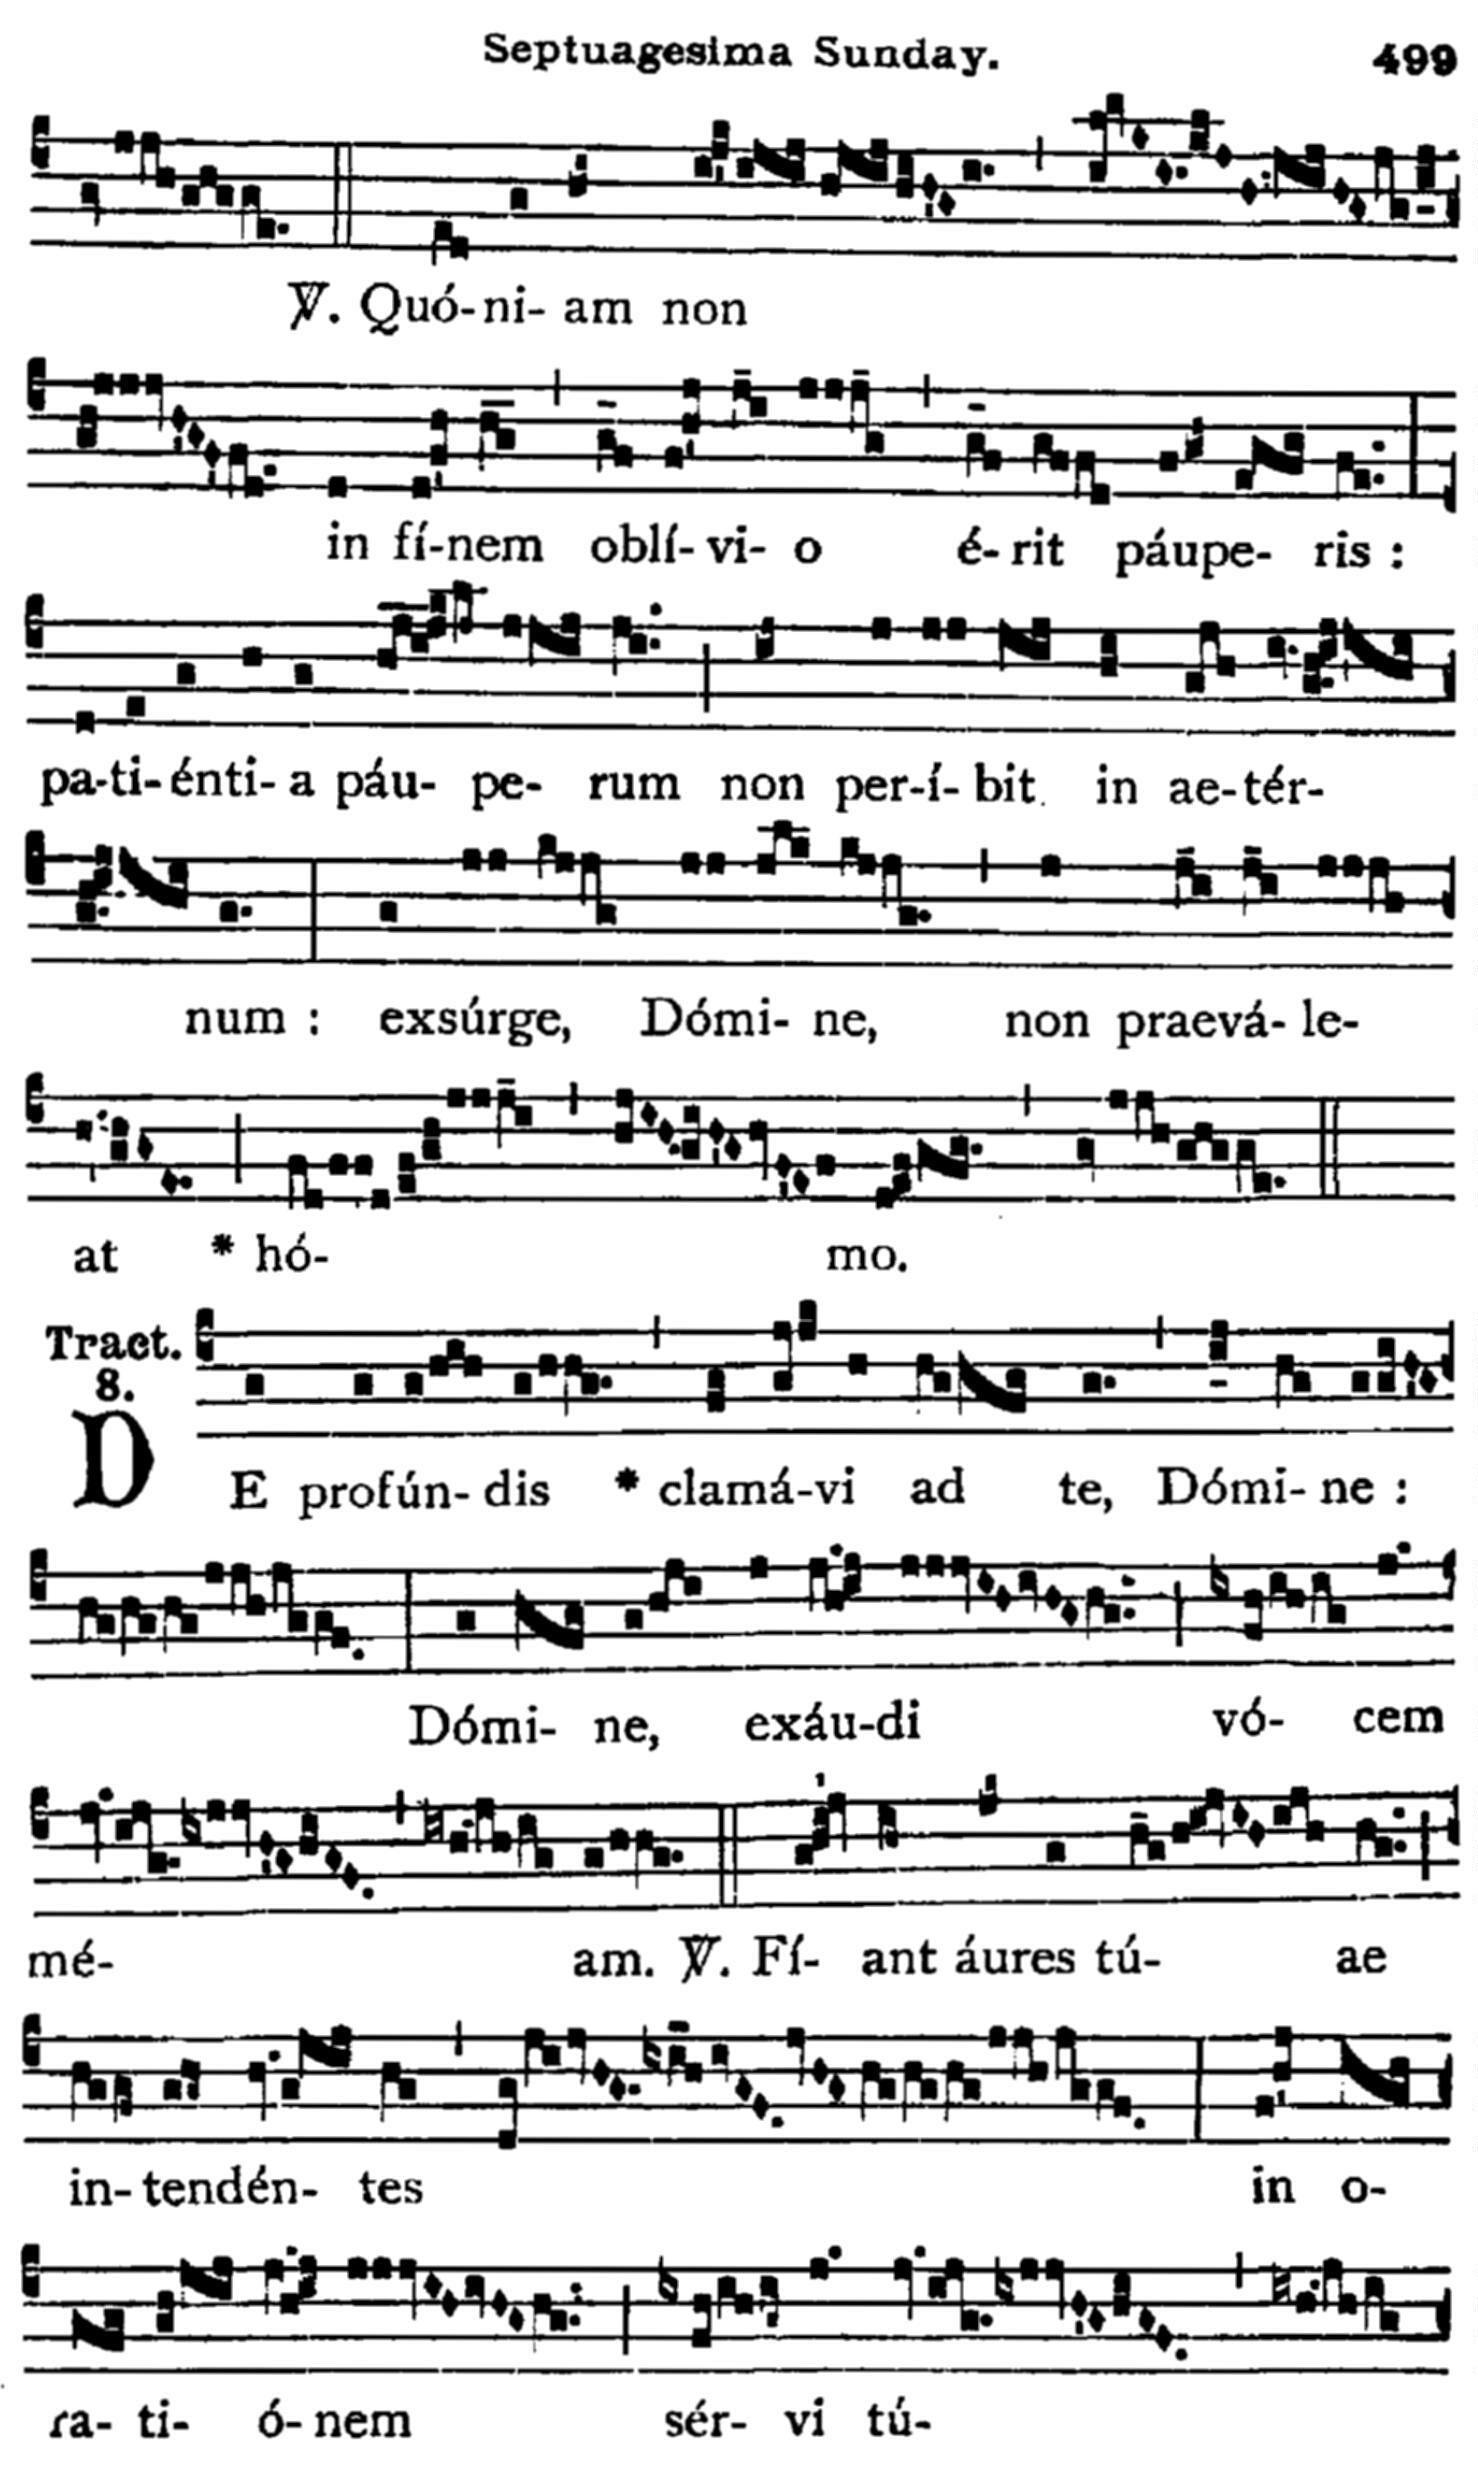 Septuagesima Sunday. 499
℣. Quó-ni- am non
in fí-nem oblí- vi- o é- rit páupe- ris :
pa-ti-énti- a páu- pe- rum non per-í- bit in ae-tér-
num : exsúrge, Dómi- ne, non praevá- le-
at * hó- mo.
Tract.
8.
DE profún- dis * clamá-vi ad te, Dómi- ne :
Dómi- ne, exáu-di vó- cem
mé- am. ℣. Fí- ant áures tú- ae
in- tendén- tes in o-
ra- ti- ó- nem sér- vi tú-